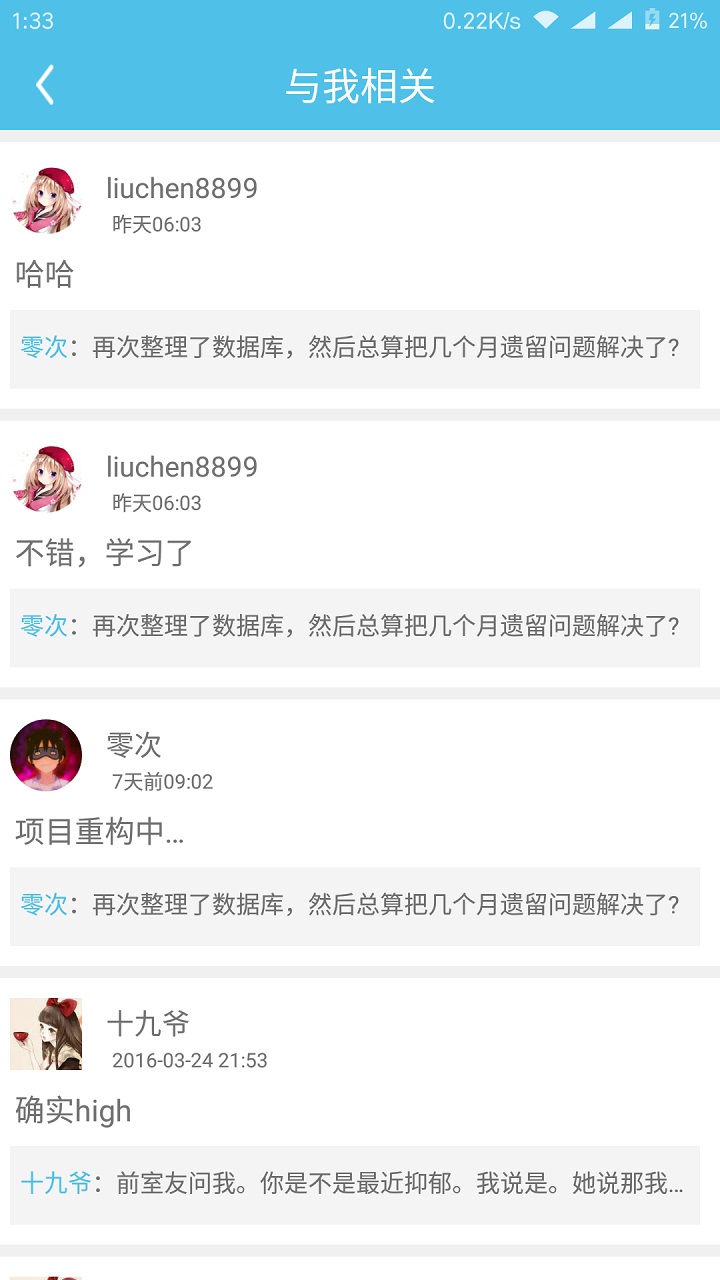 1:33 0.22K/s 21%
与我相关
liuchen8899
昨天06:03
哈哈
零次：再次整理了数据库，然后总算把几个月遗留问题解决了?
liuchen8899
昨天06:03
不错，学习了
零次：再次整理了数据库，然后总算把几个月遗留问题解决了?
零次
7天前09:02
项目重构中…
零次：再次整理了数据库，然后总算把几个月遗留问题解决了?
十九爷
2016-03-24 21:53
确实high
十九爷：前室友问我。你是不是最近抑郁。我说是。她说那我…